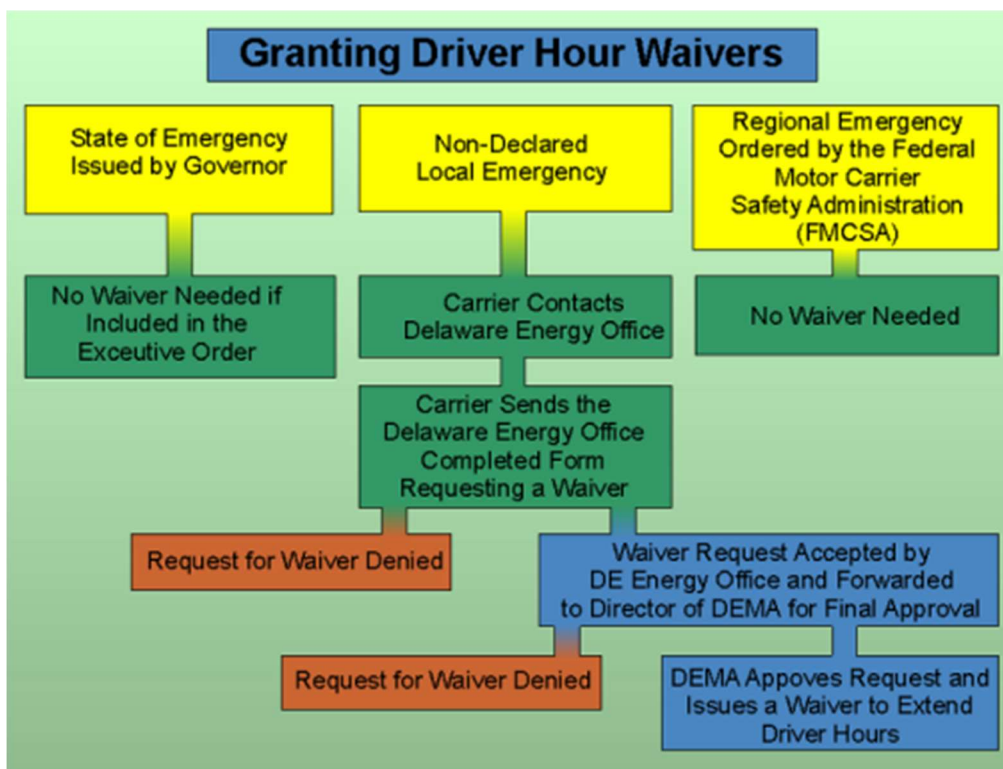 Granting Driver Hour Waivers
State of Emergency
Issued by Governor
Non-Declared
Local Emergency
Regional Emergency
Ordered by the Federal
Motor Carrier
Safety Administration
(FMCSA)
No Waiver Needed if
Included in the
Exceutive Order
Carrier Contacts
Delaware Energy Office
No Waiver Needed
Carrier Sends the
Delaware Energy Office
Completed Form
Requesting a Waiver
Request for Waiver Denied
Waiver Request Accepted by
DE Energy Office and Forwarded
to Director of DEMA for Final Approval
Request for Waiver Denied
DEMA Appoves Request and
Issues a Waiver to Extend
Driver Hours